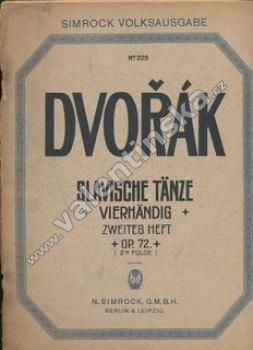 SIMROCK VOLKSAUSGABE
No 229
DVOŘÁK
SLAVISCHE TÄNZE
VIERHÄNDIG
ZWEITES HEFT
OP. 72.
( 2te FOLGE )
N. SIMROCK, G.M.B.H.
BERLIN & LEIPZIG.
www.valentinska.cz